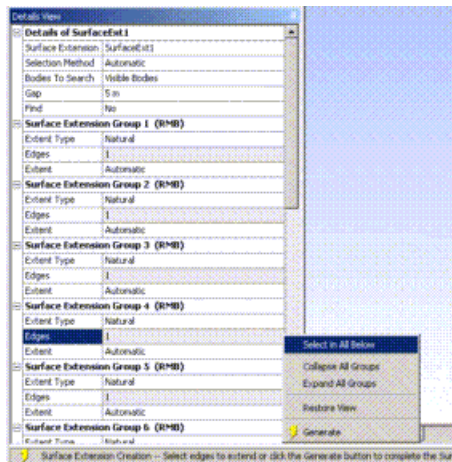 Details View
Details of SurfaceExt1
Surface Extension SurfaceExt1
Selection Method Automatic
Bodies To Search Visible Bodies
Gap 5 m
Find No
Surface Extension Group 1 (RMB)
Extent Type Natural
Edges 1
Extent Automatic
Surface Extension Group 2 (RMB)
Extent Type Natural
Edges 1
Extent Automatic
Surface Extension Group 3 (RMB)
Extent Type Natural
Edges 1
Extent Automatic
Surface Extension Group 4 (RMB)
Extent Type Natural
Edges 1
Extent Automatic
Surface Extension Group 5 (RMB)
Extent Type Natural
Edges 1
Extent Automatic
Surface Extension Group 6 (RMB)
Extent Type Natural
Select in All Below
Collapse All Groups
Expand All Groups
Restore View
Generate
Surface Extension Creation -- Select edges to extend or click the Generate button to complete the Sur